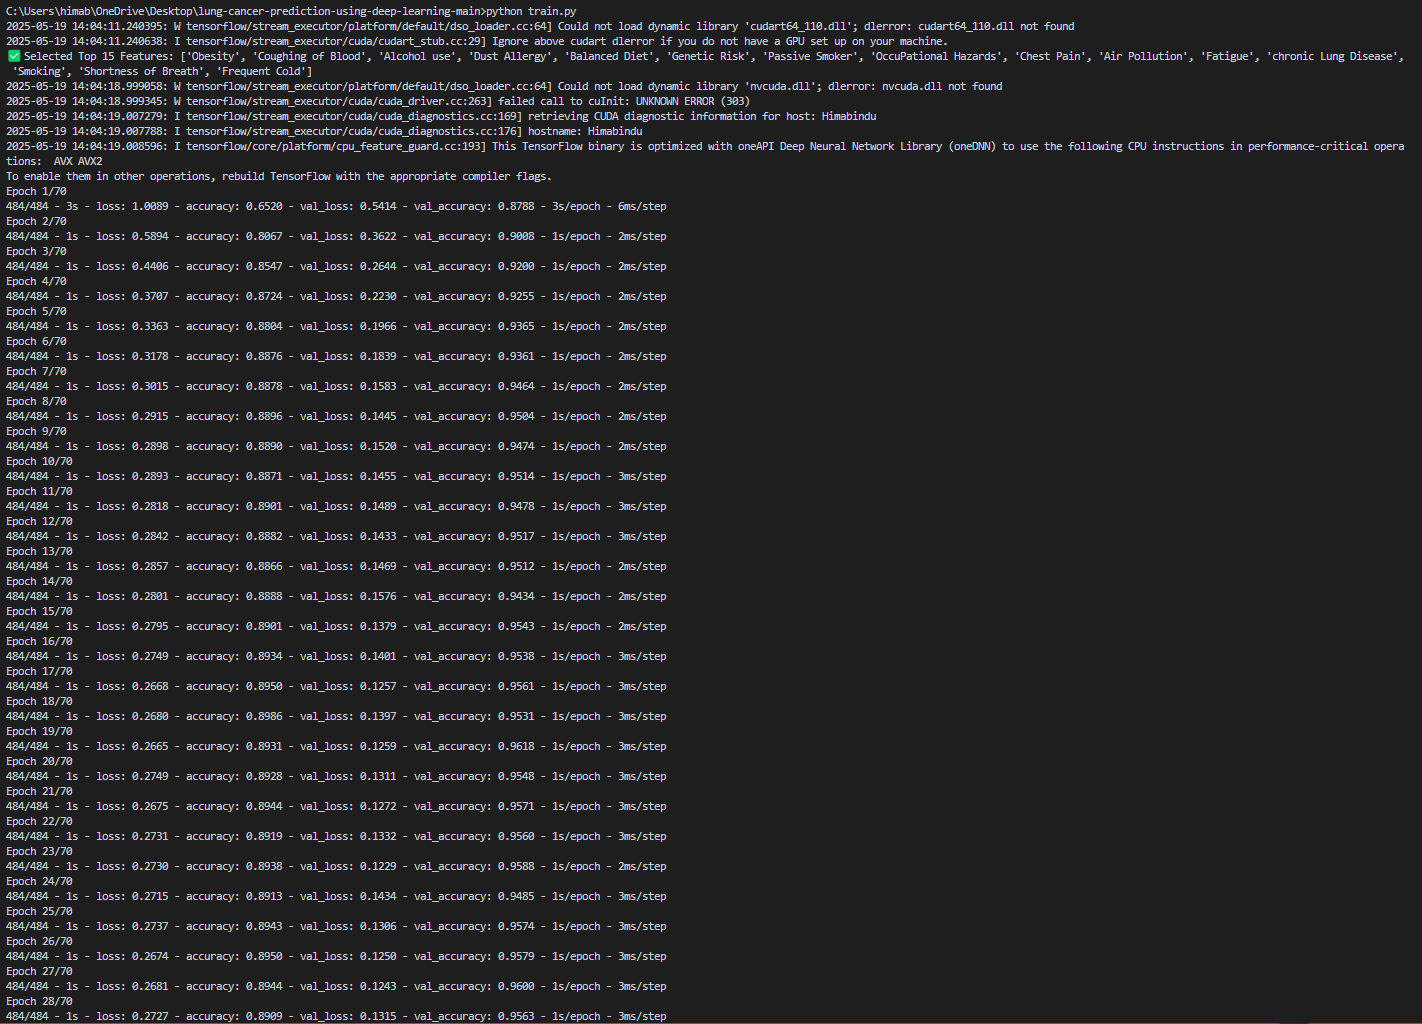 C:\Users\himab\OneDrive\Desktop\lung-cancer-prediction-using-deep-learning-main>python train.py
2025-05-19 14:04:11.240395: W tensorflow/stream_executor/platform/default/dso_loader.cc:64] Could not load dynamic library 'cudart64_110.dll'; dlerror: cudart64_110.dll not found
2025-05-19 14:04:11.240638: I tensorflow/stream_executor/cuda/cudart_stub.cc:29] Ignore above cudart dlerror if you do not have a GPU set up on your machine.
✅ Selected Top 15 Features: ['Obesity', 'Coughing of Blood', 'Alcohol use', 'Dust Allergy', 'Balanced Diet', 'Genetic Risk', 'Passive Smoker', 'OccuPational Hazards', 'Chest Pain', 'Air Pollution', 'Fatigue', 'chronic Lung Disease',
'Smoking', 'Shortness of Breath', 'Frequent Cold']
2025-05-19 14:04:18.999058: W tensorflow/stream_executor/platform/default/dso_loader.cc:64] Could not load dynamic library 'nvcuda.dll'; dlerror: nvcuda.dll not found
2025-05-19 14:04:18.999345: W tensorflow/stream_executor/cuda/cuda_driver.cc:263] failed call to cuInit: UNKNOWN ERROR (303)
2025-05-19 14:04:19.007279: I tensorflow/stream_executor/cuda/cuda_diagnostics.cc:169] retrieving CUDA diagnostic information for host: Himabindu
2025-05-19 14:04:19.007788: I tensorflow/stream_executor/cuda/cuda_diagnostics.cc:176] hostname: Himabindu
2025-05-19 14:04:19.008596: I tensorflow/core/platform/cpu_feature_guard.cc:193] This TensorFlow binary is optimized with oneAPI Deep Neural Network Library (oneDNN) to use the following CPU instructions in performance-critical opera
tions:  AVX AVX2
To enable them in other operations, rebuild TensorFlow with the appropriate compiler flags.
Epoch 1/70
484/484 - 3s - loss: 1.0089 - accuracy: 0.6520 - val_loss: 0.5414 - val_accuracy: 0.8788 - 3s/epoch - 6ms/step
Epoch 2/70
484/484 - 1s - loss: 0.5894 - accuracy: 0.8067 - val_loss: 0.3622 - val_accuracy: 0.9008 - 1s/epoch - 2ms/step
Epoch 3/70
484/484 - 1s - loss: 0.4406 - accuracy: 0.8547 - val_loss: 0.2644 - val_accuracy: 0.9200 - 1s/epoch - 2ms/step
Epoch 4/70
484/484 - 1s - loss: 0.3707 - accuracy: 0.8724 - val_loss: 0.2230 - val_accuracy: 0.9255 - 1s/epoch - 2ms/step
Epoch 5/70
484/484 - 1s - loss: 0.3363 - accuracy: 0.8804 - val_loss: 0.1966 - val_accuracy: 0.9365 - 1s/epoch - 2ms/step
Epoch 6/70
484/484 - 1s - loss: 0.3178 - accuracy: 0.8876 - val_loss: 0.1839 - val_accuracy: 0.9361 - 1s/epoch - 2ms/step
Epoch 7/70
484/484 - 1s - loss: 0.3015 - accuracy: 0.8878 - val_loss: 0.1583 - val_accuracy: 0.9464 - 1s/epoch - 2ms/step
Epoch 8/70
484/484 - 1s - loss: 0.2915 - accuracy: 0.8896 - val_loss: 0.1445 - val_accuracy: 0.9504 - 1s/epoch - 2ms/step
Epoch 9/70
484/484 - 1s - loss: 0.2898 - accuracy: 0.8890 - val_loss: 0.1520 - val_accuracy: 0.9474 - 1s/epoch - 2ms/step
Epoch 10/70
484/484 - 1s - loss: 0.2893 - accuracy: 0.8871 - val_loss: 0.1455 - val_accuracy: 0.9514 - 1s/epoch - 3ms/step
Epoch 11/70
484/484 - 1s - loss: 0.2818 - accuracy: 0.8901 - val_loss: 0.1489 - val_accuracy: 0.9478 - 1s/epoch - 3ms/step
Epoch 12/70
484/484 - 1s - loss: 0.2842 - accuracy: 0.8882 - val_loss: 0.1433 - val_accuracy: 0.9517 - 1s/epoch - 3ms/step
Epoch 13/70
484/484 - 1s - loss: 0.2857 - accuracy: 0.8866 - val_loss: 0.1469 - val_accuracy: 0.9512 - 1s/epoch - 2ms/step
Epoch 14/70
484/484 - 1s - loss: 0.2801 - accuracy: 0.8888 - val_loss: 0.1576 - val_accuracy: 0.9434 - 1s/epoch - 2ms/step
Epoch 15/70
484/484 - 1s - loss: 0.2795 - accuracy: 0.8901 - val_loss: 0.1379 - val_accuracy: 0.9543 - 1s/epoch - 2ms/step
Epoch 16/70
484/484 - 1s - loss: 0.2749 - accuracy: 0.8934 - val_loss: 0.1401 - val_accuracy: 0.9538 - 1s/epoch - 3ms/step
Epoch 17/70
484/484 - 1s - loss: 0.2668 - accuracy: 0.8950 - val_loss: 0.1257 - val_accuracy: 0.9561 - 1s/epoch - 3ms/step
Epoch 18/70
484/484 - 1s - loss: 0.2680 - accuracy: 0.8986 - val_loss: 0.1397 - val_accuracy: 0.9531 - 1s/epoch - 3ms/step
Epoch 19/70
484/484 - 1s - loss: 0.2665 - accuracy: 0.8931 - val_loss: 0.1259 - val_accuracy: 0.9618 - 1s/epoch - 3ms/step
Epoch 20/70
484/484 - 1s - loss: 0.2749 - accuracy: 0.8928 - val_loss: 0.1311 - val_accuracy: 0.9548 - 1s/epoch - 3ms/step
Epoch 21/70
484/484 - 1s - loss: 0.2675 - accuracy: 0.8944 - val_loss: 0.1272 - val_accuracy: 0.9571 - 1s/epoch - 3ms/step
Epoch 22/70
484/484 - 1s - loss: 0.2731 - accuracy: 0.8919 - val_loss: 0.1332 - val_accuracy: 0.9560 - 1s/epoch - 3ms/step
Epoch 23/70
484/484 - 1s - loss: 0.2730 - accuracy: 0.8938 - val_loss: 0.1229 - val_accuracy: 0.9588 - 1s/epoch - 2ms/step
Epoch 24/70
484/484 - 1s - loss: 0.2715 - accuracy: 0.8913 - val_loss: 0.1434 - val_accuracy: 0.9485 - 1s/epoch - 3ms/step
Epoch 25/70
484/484 - 1s - loss: 0.2737 - accuracy: 0.8943 - val_loss: 0.1306 - val_accuracy: 0.9574 - 1s/epoch - 3ms/step
Epoch 26/70
484/484 - 1s - loss: 0.2674 - accuracy: 0.8950 - val_loss: 0.1250 - val_accuracy: 0.9579 - 1s/epoch - 3ms/step
Epoch 27/70
484/484 - 1s - loss: 0.2681 - accuracy: 0.8944 - val_loss: 0.1243 - val_accuracy: 0.9600 - 1s/epoch - 3ms/step
Epoch 28/70
484/484 - 1s - loss: 0.2727 - accuracy: 0.8909 - val_loss: 0.1315 - val_accuracy: 0.9563 - 1s/epoch - 3ms/step